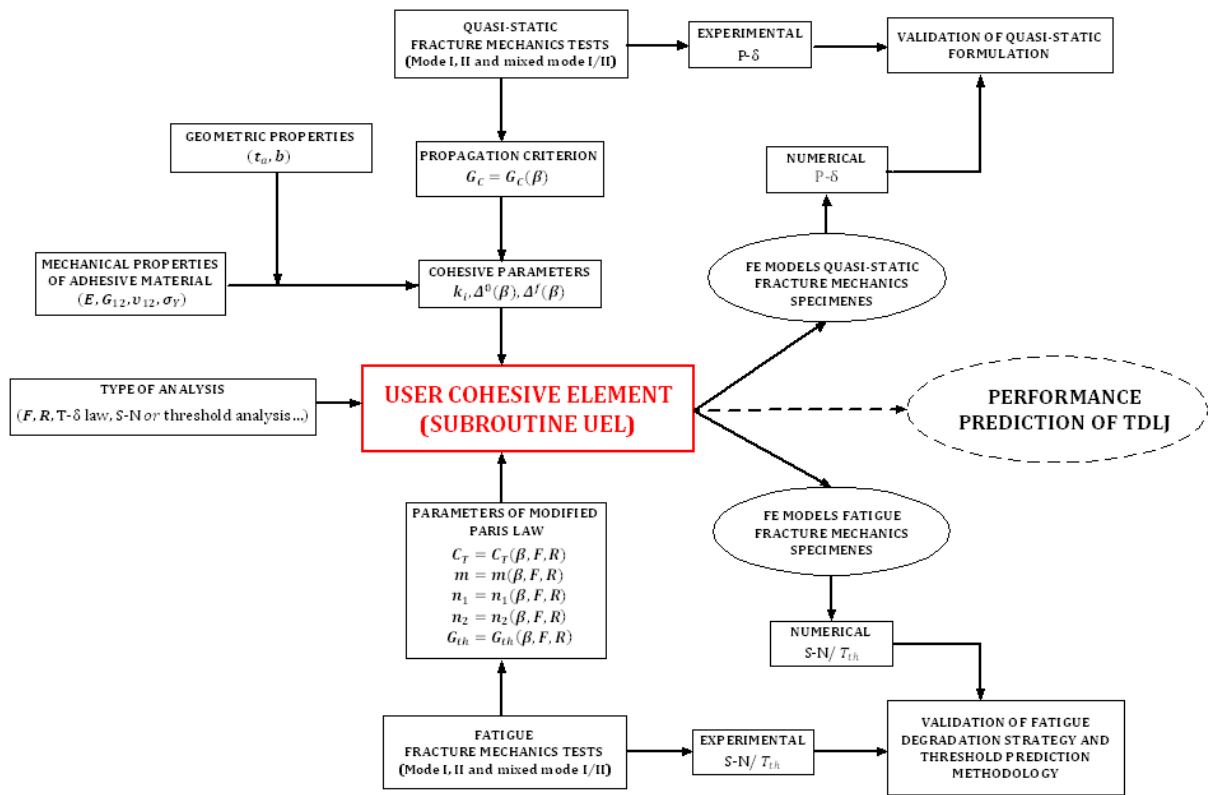 QUASI-STATIC
FRACTURE MECHANICS TESTS
(Mode I, II and mixed mode I/II)
EXPERIMENTAL
P-δ
VALIDATION OF QUASI-STATIC
FORMULATION
GEOMETRIC PROPERTIES
(tₐ, b)
PROPAGATION CRITERION
G_C = G_C(β)
NUMERICAL
P-δ
MECHANICAL PROPERTIES
OF ADHESIVE MATERIAL
(E, G₁₂, υ₁₂, σ_Y)
COHESIVE PARAMETERS
kᵢ, Δ⁰(β), Δᶠ(β)
FE MODELS QUASI-STATIC
FRACTURE MECHANICS
SPECIMENES
TYPE OF ANALYSIS
(F, R, T-δ law, S-N or threshold analysis...)
USER COHESIVE ELEMENT
(SUBROUTINE UEL)
PERFORMANCE
PREDICTION OF TDLJ
PARAMETERS OF MODIFIED
PARIS LAW
C_T = C_T(β, F, R)
m = m(β, F, R)
n₁ = n₁(β, F, R)
n₂ = n₂(β, F, R)
G_th = G_th(β, F, R)
FE MODELS FATIGUE
FRACTURE MECHANICS
SPECIMENES
NUMERICAL
S-N/ T_th
FATIGUE
FRACTURE MECHANICS TESTS
(Mode I, II and mixed mode I/II)
EXPERIMENTAL
S-N/ T_th
VALIDATION OF FATIGUE
DEGRADATION STRATEGY AND
THRESHOLD PREDICTION
METHODOLOGY